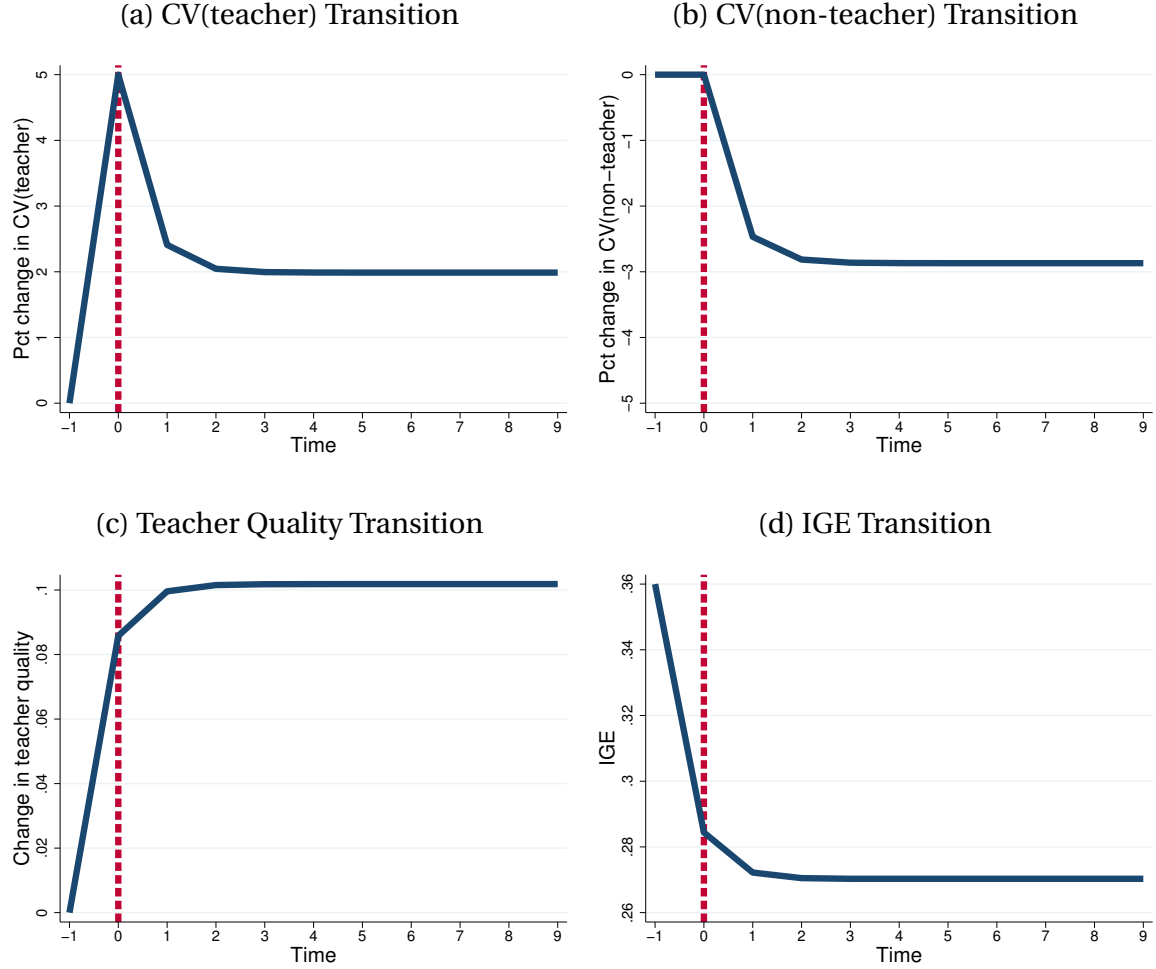 (a) CV(teacher) Transition
Pct change in CV(teacher)
5
4
3
2
1
0
−1 0 1 2 3 4 5 6 7 8 9
Time
(b) CV(non-teacher) Transition
Pct change in CV(non−teacher)
0
−1
−2
−3
−4
−5
−1 0 1 2 3 4 5 6 7 8 9
Time
(c) Teacher Quality Transition
Change in teacher quality
.1
.08
.06
.04
.02
0
−1 0 1 2 3 4 5 6 7 8 9
Time
(d) IGE Transition
IGE
.36
.34
.32
.3
.28
.26
−1 0 1 2 3 4 5 6 7 8 9
Time